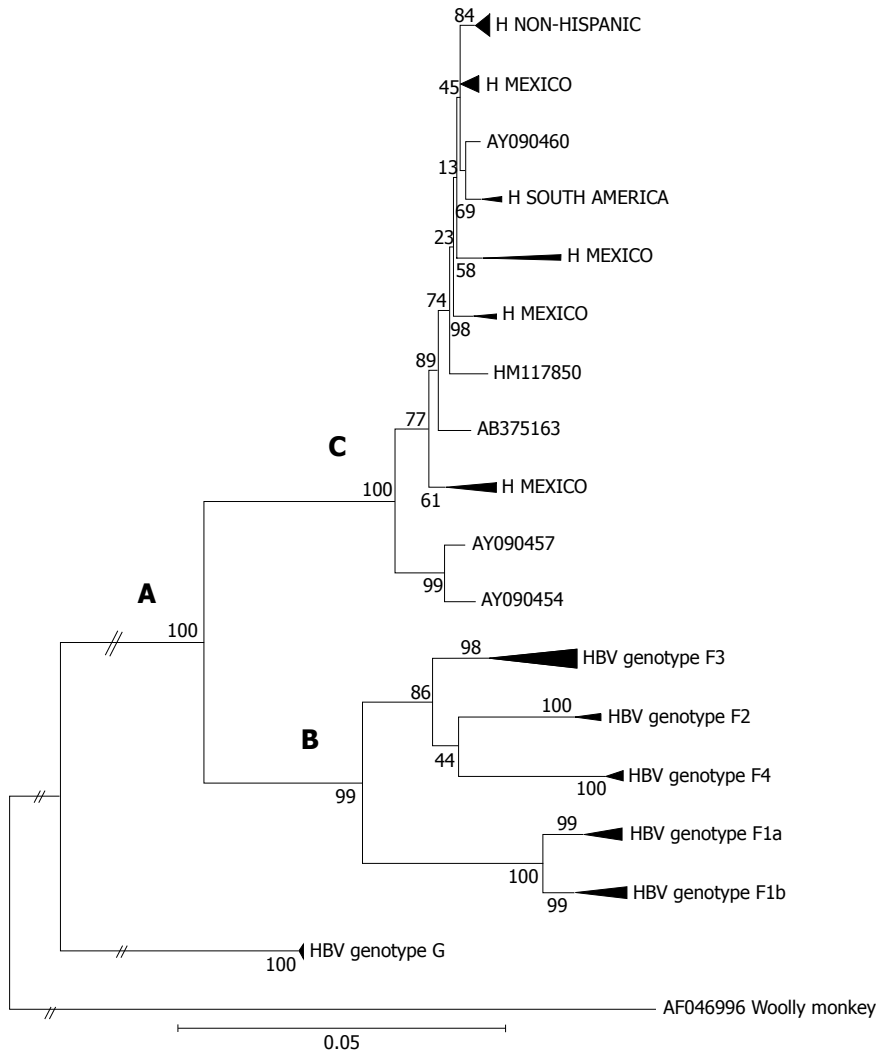 84
H NON-HISPANIC
45
H MEXICO
AY090460
13
H SOUTH AMERICA
69
23
H MEXICO
58
74
H MEXICO
98
89
HM117850
77
AB375163
C
100
H MEXICO
61
AY090457
99
AY090454
A
100
98
HBV genotype F3
86
100
HBV genotype F2
B
44
HBV genotype F4
100
99
99
HBV genotype F1a
100
HBV genotype F1b
99
HBV genotype G
100
AF046996 Woolly monkey
0.05